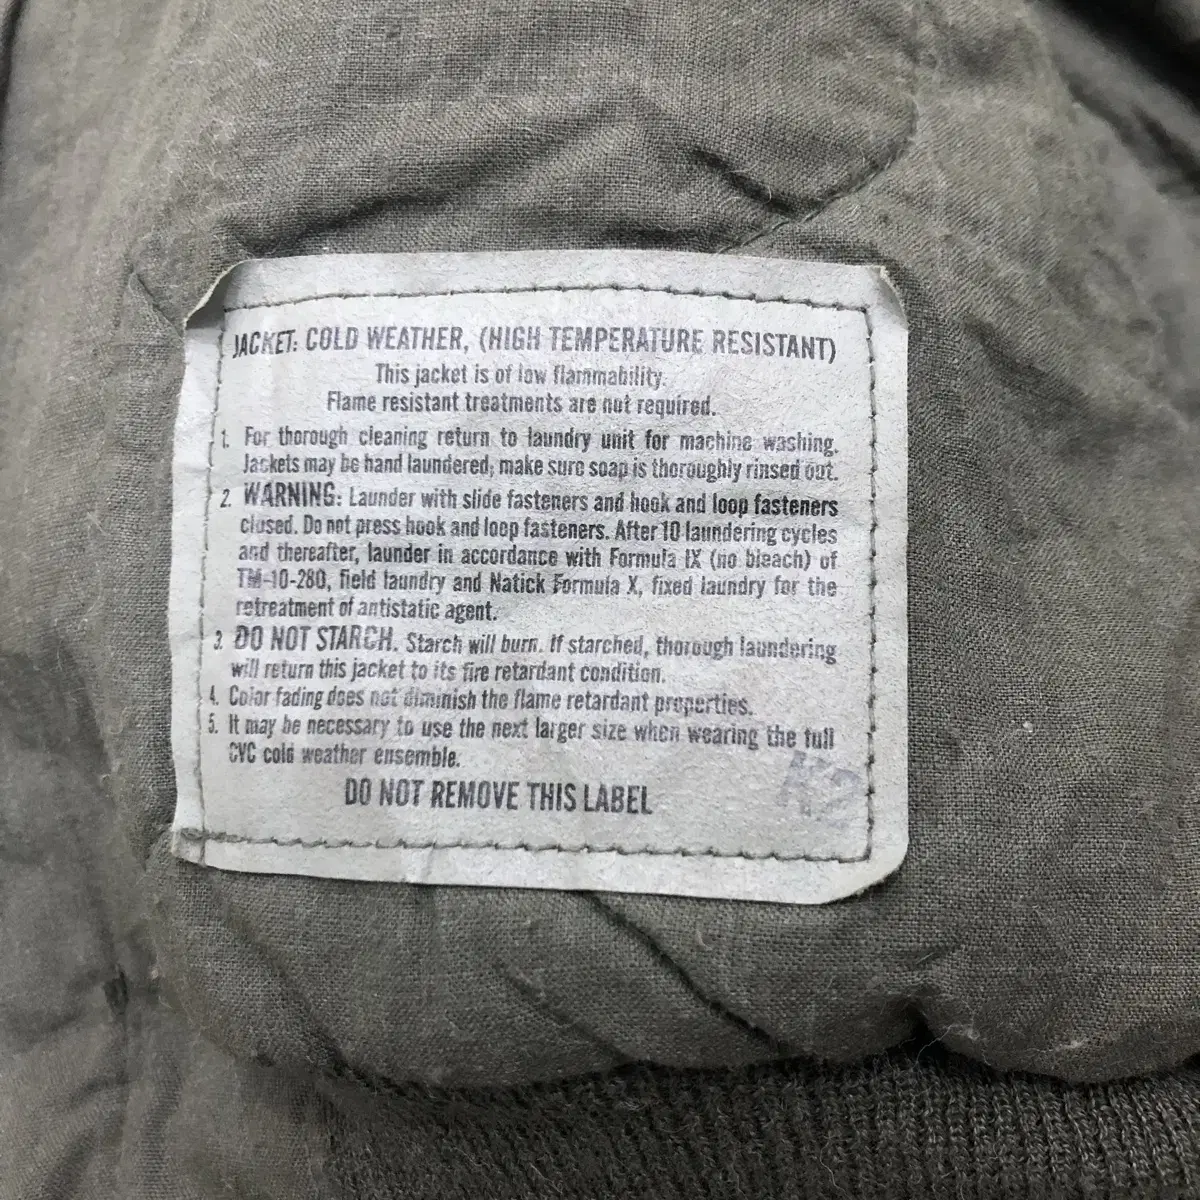 JACKET: COLD WEATHER, (HIGH TEMPERATURE RESISTANT)
This jacket is of low flammability.
Flame resistant treatments are not required.
1. For thorough cleaning return to laundry unit for machine washing.
Jackets may be hand laundered; make sure soap is thoroughly rinsed out.
2. WARNING: Launder with slide fasteners and hook and loop fasteners
closed. Do not press hook and loop fasteners. After 10 laundering cycles
and thereafter, launder in accordance with Formula IX (no bleach) of
TM-10-280, field laundry and Natick Formula X, fixed laundry for the
retreatment of antistatic agent.
3. DO NOT STARCH. Starch will burn. If starched, thorough laundering
will return this jacket to its fire retardant condition.
4. Color fading does not diminish the flame retardant properties.
5. It may be necessary to use the next larger size when wearing the full
CVC cold weather ensemble.
DO NOT REMOVE THIS LABEL